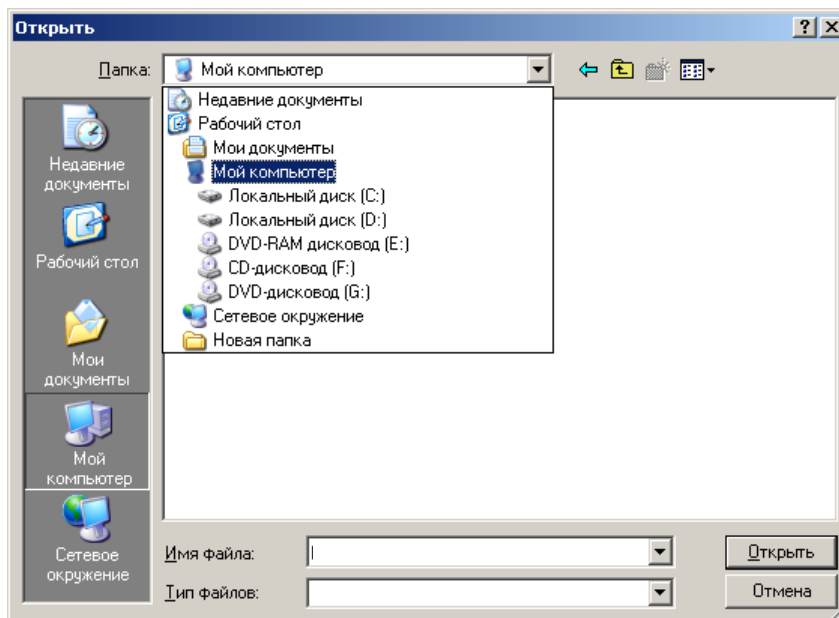 Открыть
Папка:
Мой компьютер
Недавние документы
Рабочий стол
Мои документы
Мой компьютер
Локальный диск (C:)
Локальный диск (D:)
DVD-RAM дисковод (E:)
CD-дисковод (F:)
DVD-дисковод (G:)
Сетевое окружение
Новая папка
Недавние
документы
Рабочий стол
Мои
документы
Мой
компьютер
Сетевое
окружение
Имя файла:
Открыть
Тип файлов:
Отмена